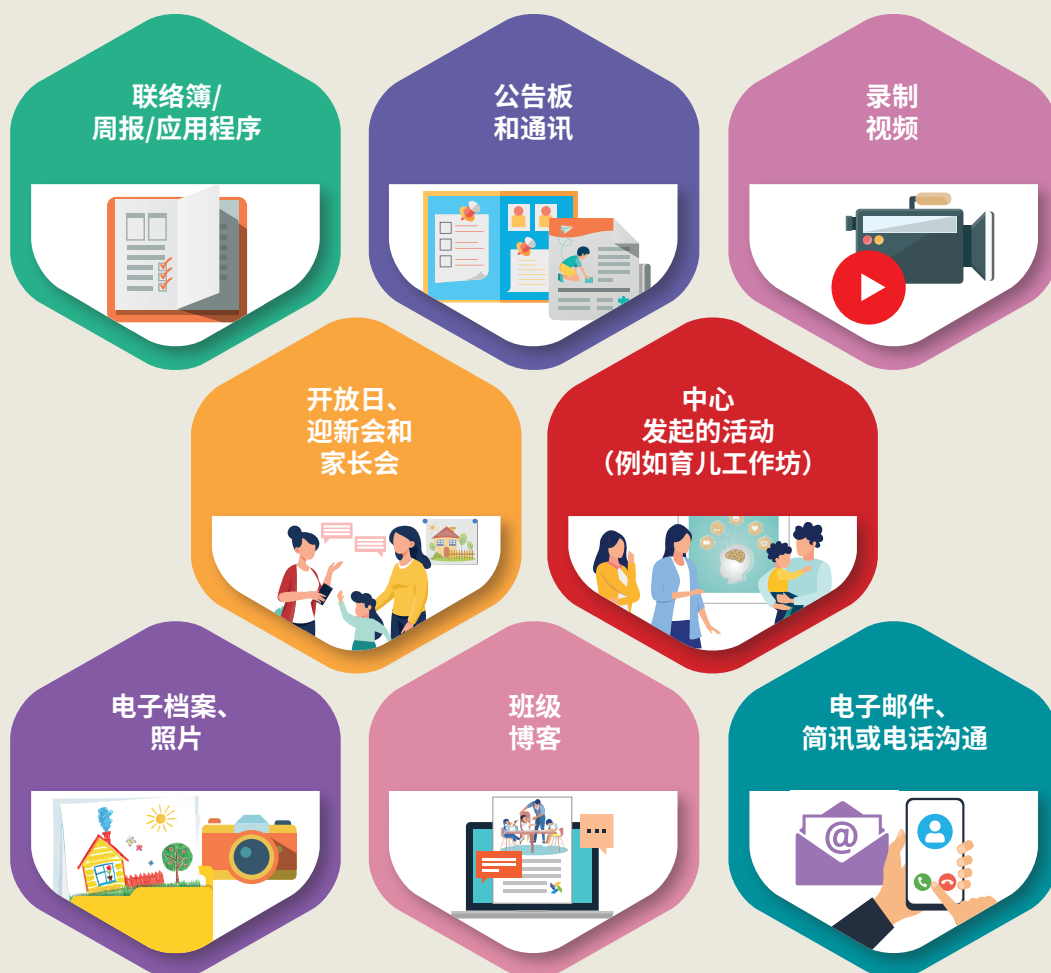 联络簿/
周报/应用程序
公告板
和通讯
录制
视频
开放日、
迎新会和
家长会
中心
发起的活动
（例如育儿工作坊）
电子档案、
照片
班级
博客
电子邮件、
简讯或电话沟通
@